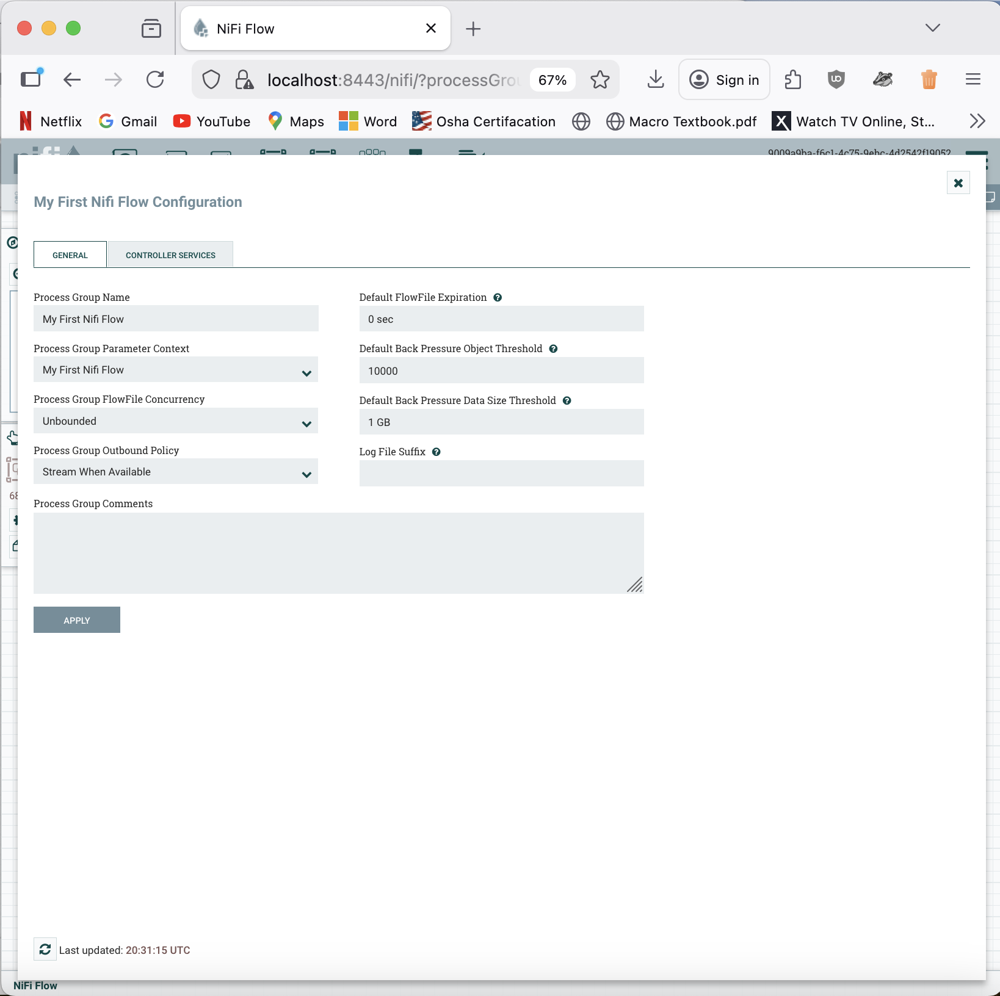 NiFi Flow
localhost:8443/nifi/?processGrou
67%
Sign in
Netflix
Gmail
YouTube
Maps
Word
Osha Certifacation
Macro Textbook.pdf
Watch TV Online, St...
nifi
9009a9ba-f6c1-4c75-9ebc-4d2542f19052
My First Nifi Flow Configuration
GENERAL
CONTROLLER SERVICES
Process Group Name
My First Nifi Flow
Default FlowFile Expiration
0 sec
Process Group Parameter Context
My First Nifi Flow
Default Back Pressure Object Threshold
10000
Process Group FlowFile Concurrency
Unbounded
Default Back Pressure Data Size Threshold
1 GB
Process Group Outbound Policy
Stream When Available
Log File Suffix
68
Process Group Comments
APPLY
Last updated: 20:31:15 UTC
NiFi Flow